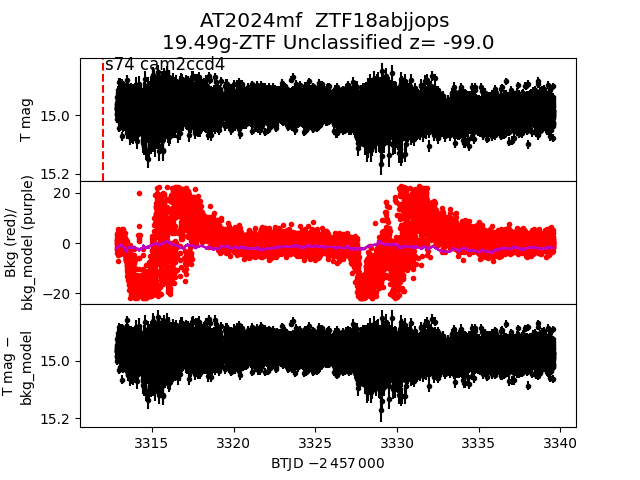 AT2024mf  ZTF18abjjops
19.49g-ZTF Unclassified z= -99.0
s74 cam2ccd4
T mag
15.0
15.2
Bkg (red)/
bkg_model (purple)
20
0
−20
T mag −
bkg_model
15.0
15.2
3315
3320
3325
3330
3335
3340
BTJD −2 457 000